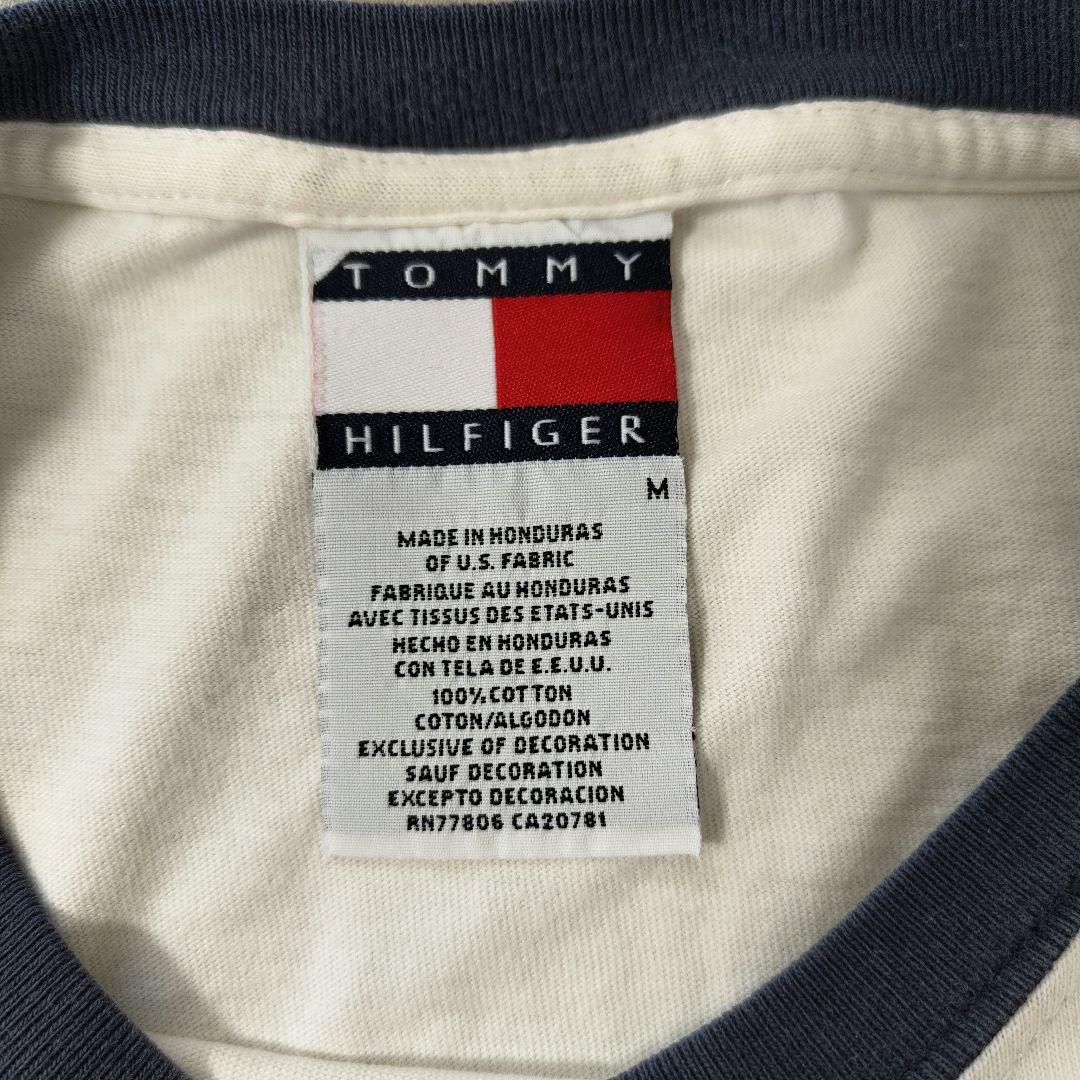 TOMMY
HILFIGER
M
MADE IN HONDURAS
OF U.S. FABRIC
FABRIQUE AU HONDURAS
AVEC TISSUS DES ETATS-UNIS
HECHO EN HONDURAS
CON TELA DE E.E.U.U.
100% COTTON
COTON/ALGODON
EXCLUSIVE OF DECORATION
SAUF DECORATION
EXCEPTO DECORACION
RN77806 CA20781